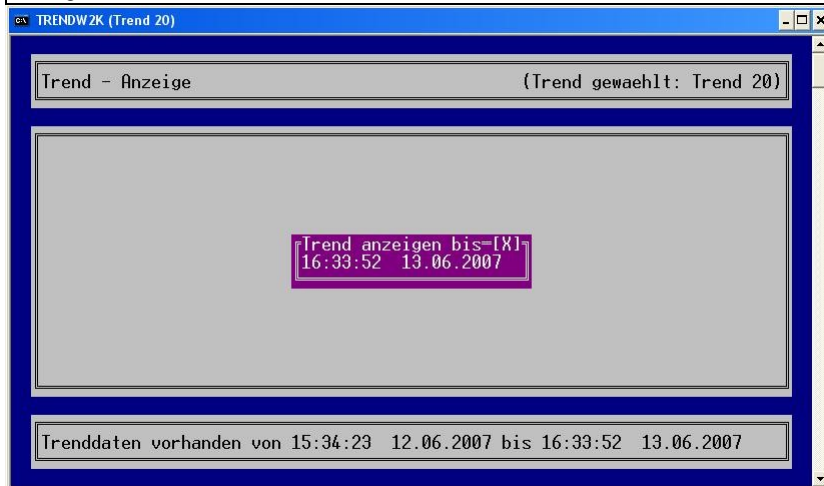 TRENDW2K (Trend 20)
Trend - Anzeige (Trend gewaehlt: Trend 20)
Trend anzeigen bis=[X]
16:33:52 13.06.2007
Trenddaten vorhanden von 15:34:23 12.06.2007 bis 16:33:52 13.06.2007